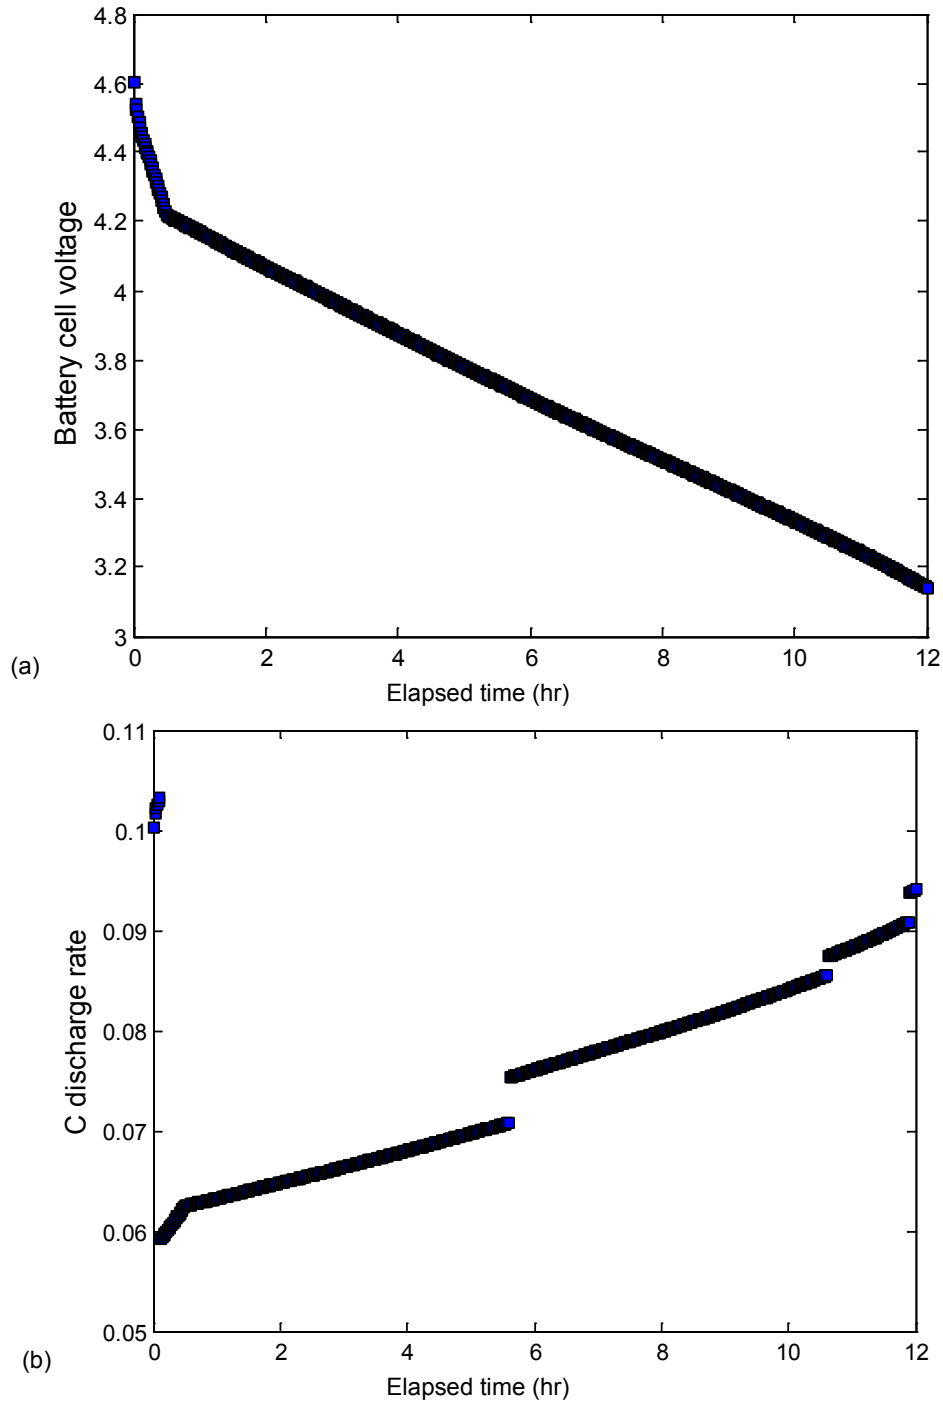 4.8
4.6
4.4
4.2
4
3.8
3.6
3.4
3.2
3
Battery cell voltage
0 2 4 6 8 10 12
(a)
Elapsed time (hr)
0.11
0.1
0.09
0.08
0.07
0.06
0.05
C discharge rate
0 2 4 6 8 10 12
(b)
Elapsed time (hr)